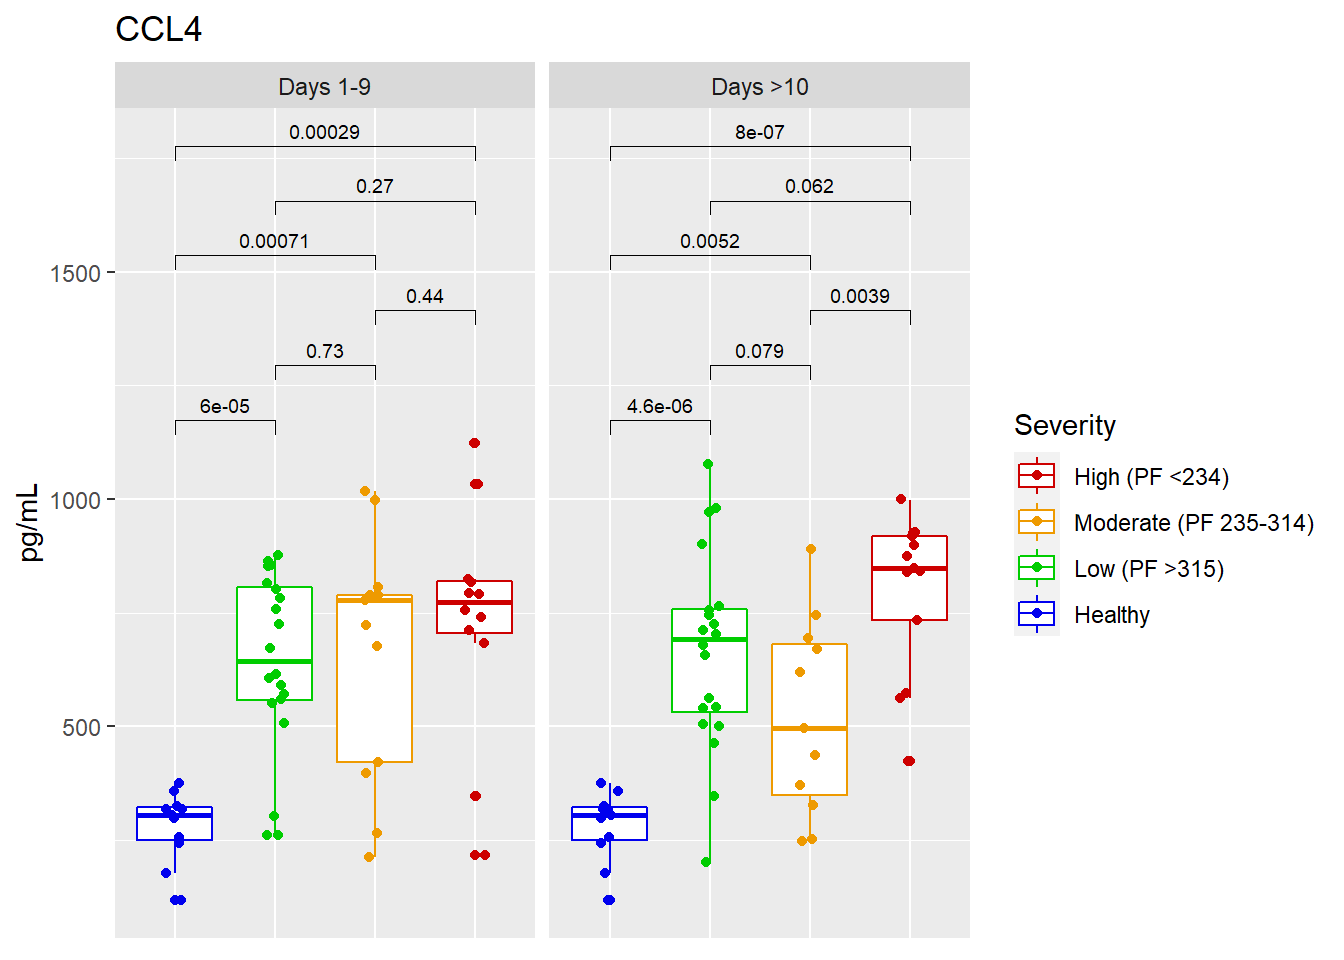 CCL4
Days 1-9
Days >10
0.00029
8e-07
0.27
0.062
0.00071
0.0052
1500
0.44
0.0039
0.73
0.079
6e-05
4.6e-06
Severity
High (PF <234)
1000
pg/mL
Moderate (PF 235-314)
Low (PF >315)
Healthy
500